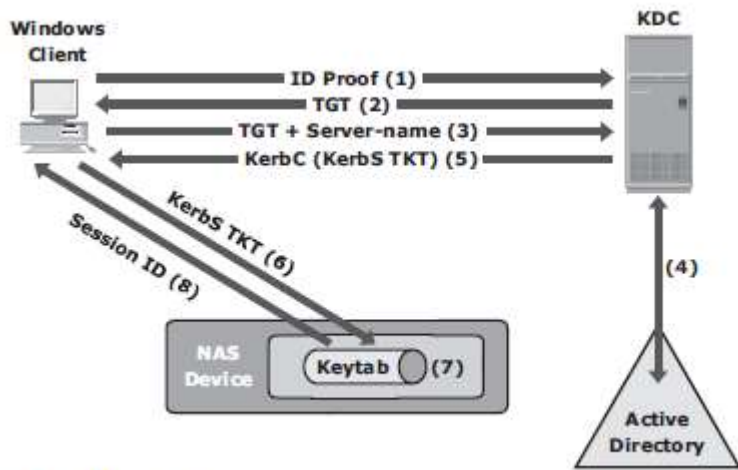 Windows
Client
KDC
ID Proof (1)
TGT (2)
TGT + Server-name (3)
KerbC (KerbS TKT) (5)
KerbS TKT (6)
Session ID (8)
(4)
NAS
Device
Keytab
(7)
Active
Directory